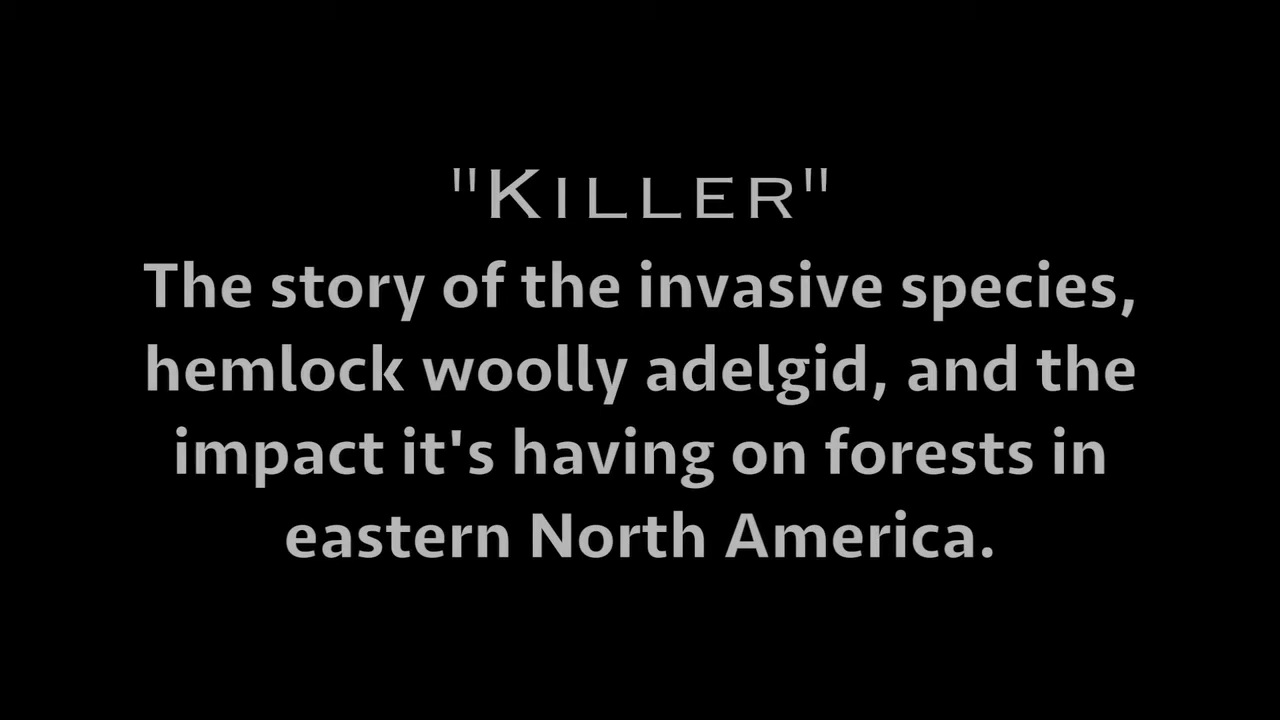 "KILLER"
The story of the invasive species,
hemlock woolly adelgid, and the
impact it's having on forests in
eastern North America.